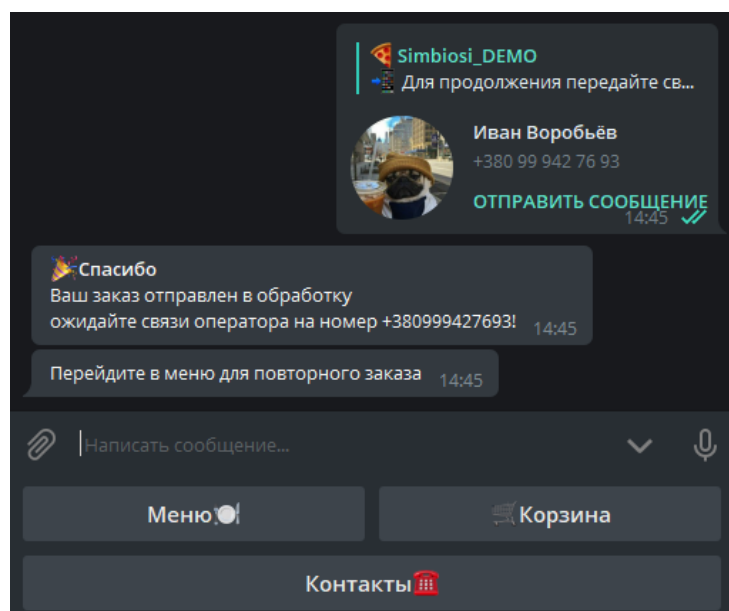 🍕 Simbiosi_DEMO
📲 Для продолжения передайте св...
Иван Воробьёв
+380 99 942 76 93
ОТПРАВИТЬ СООБЩЕНИЕ
14:45
🎉Спасибо
Ваш заказ отправлен в обработку
ожидайте связи оператора на номер +380999427693! 14:45
Перейдите в меню для повторного заказа 14:45
Написать сообщение...
Меню🍽
🛒Корзина
Контакты☎️